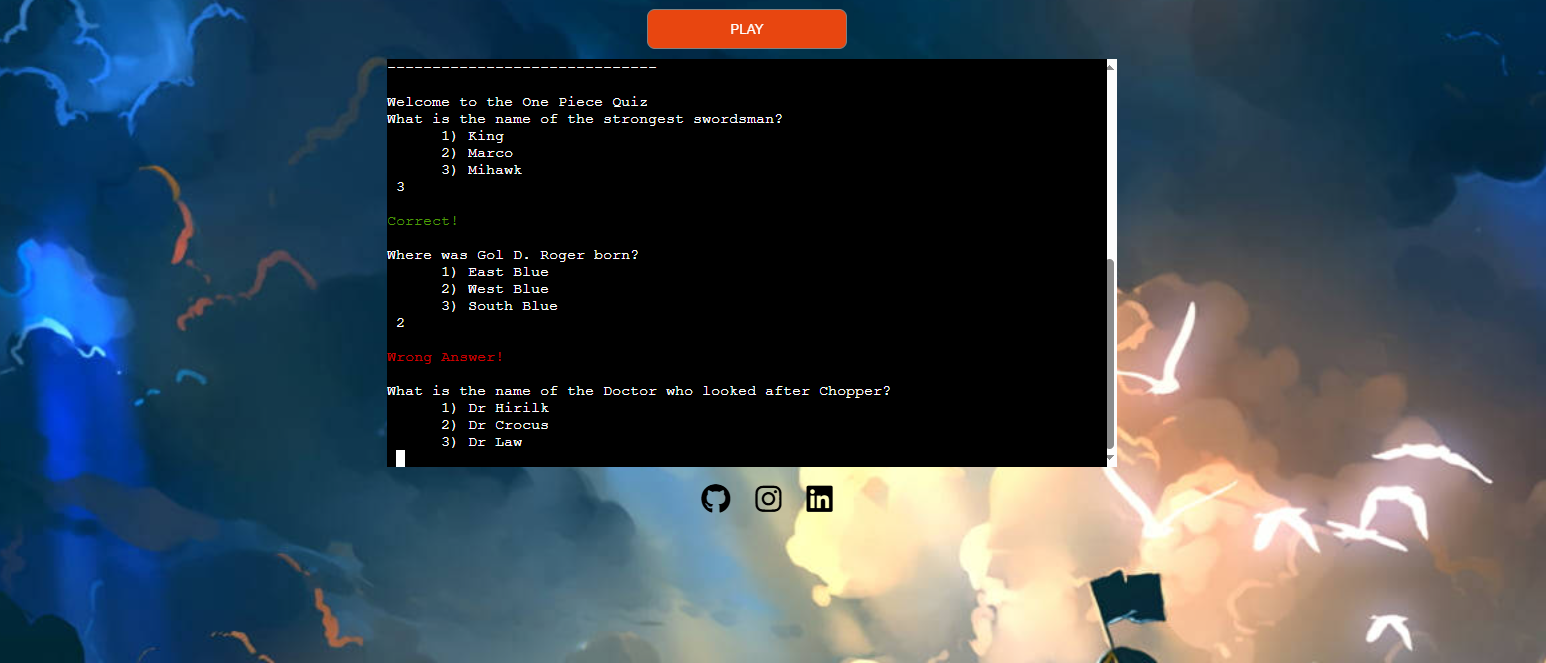 PLAY
------------------------------
Welcome to the One Piece Quiz
What is the name of the strongest swordsman?
1) King
2) Marco
3) Mihawk
3
Correct!
Where was Gol D. Roger born?
1) East Blue
2) West Blue
3) South Blue
2
Wrong Answer!
What is the name of the Doctor who looked after Chopper?
1) Dr Hirilk
2) Dr Crocus
3) Dr Law
in